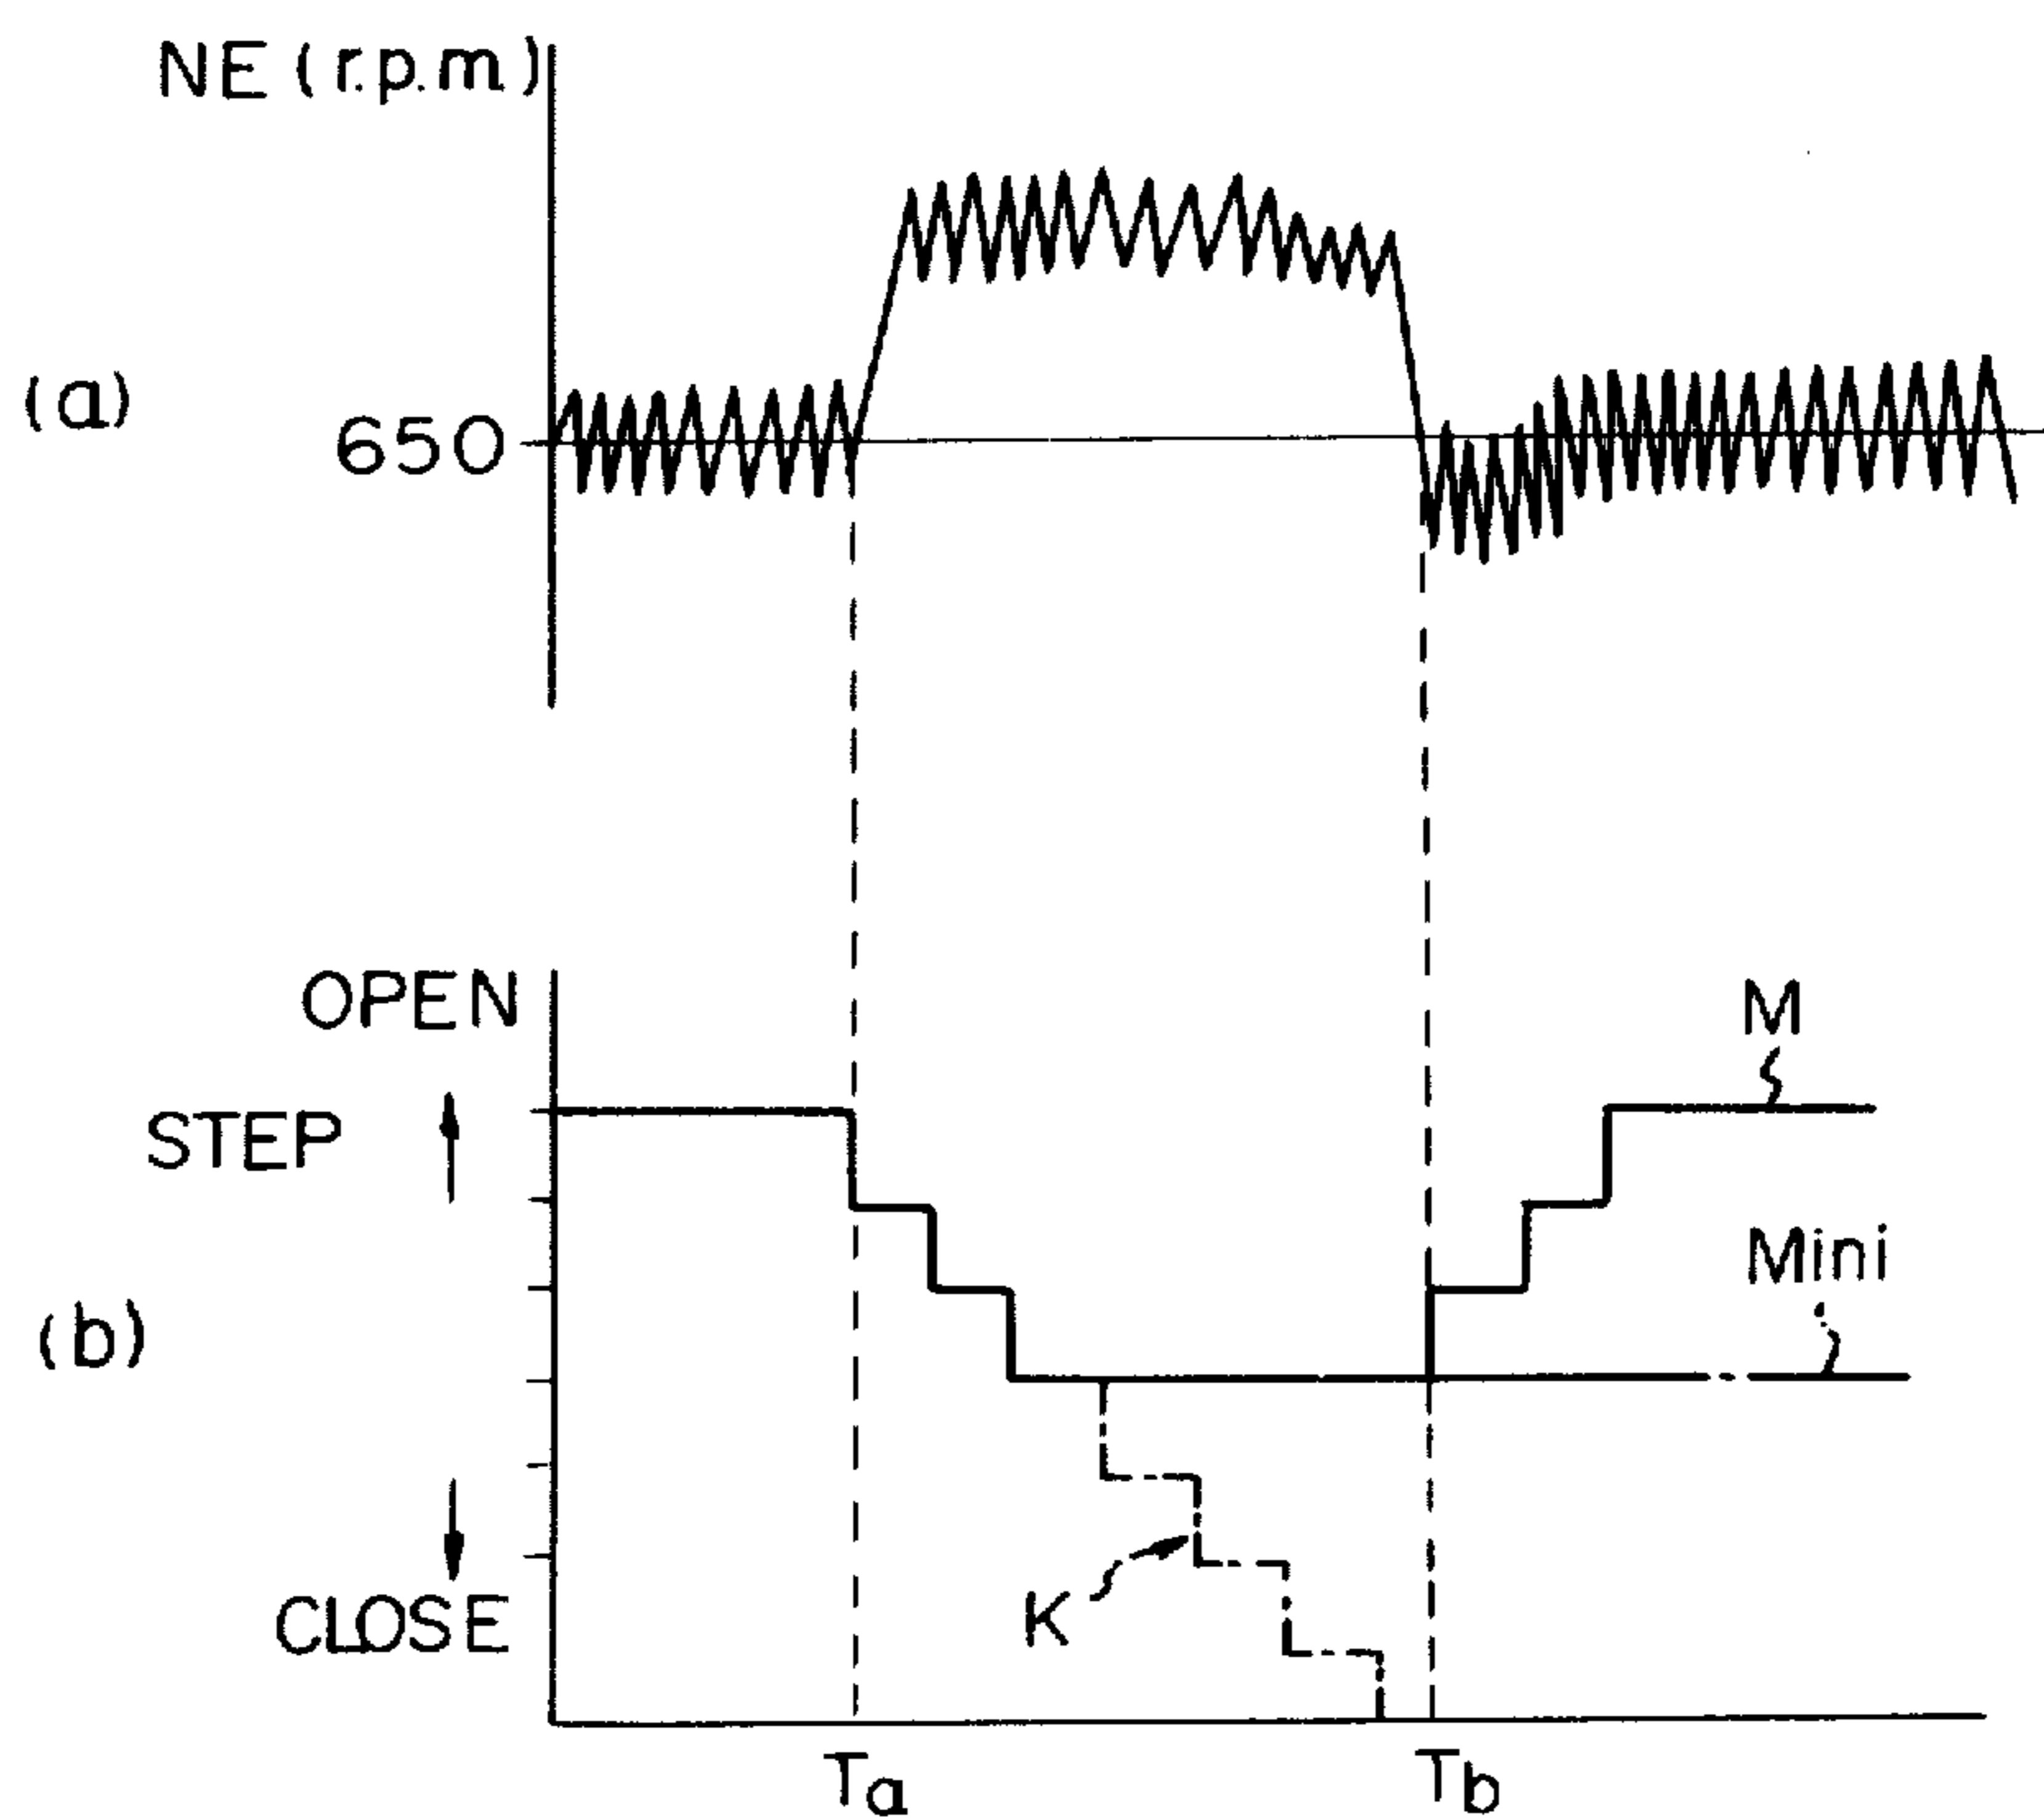 NE (r.p.m)
(a)
650
OPEN
M
STEP
Mini
(b)
K
CLOSE
Ta
Tb